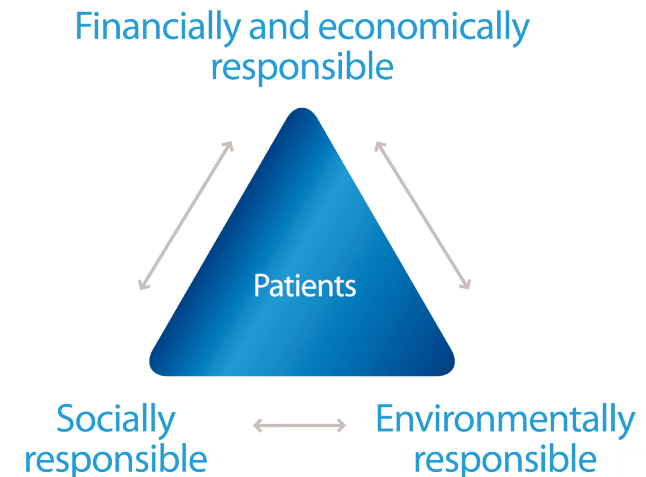 Financially and economically
responsible
Patients
Socially
responsible
Environmentally
responsible